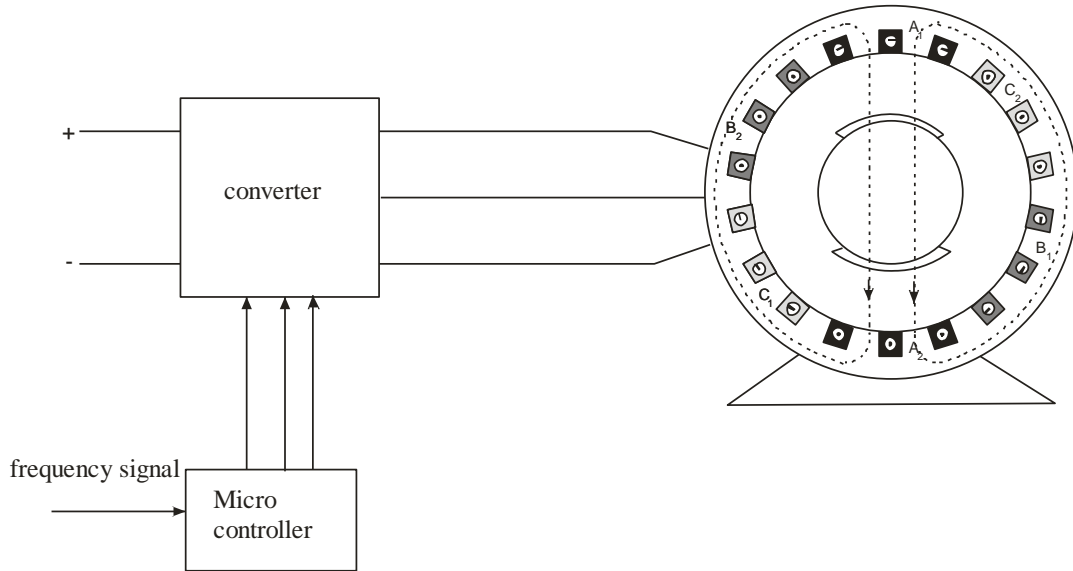 +
converter
-
frequency signal
Micro
controller
A1
C2
B2
B1
C1
A2